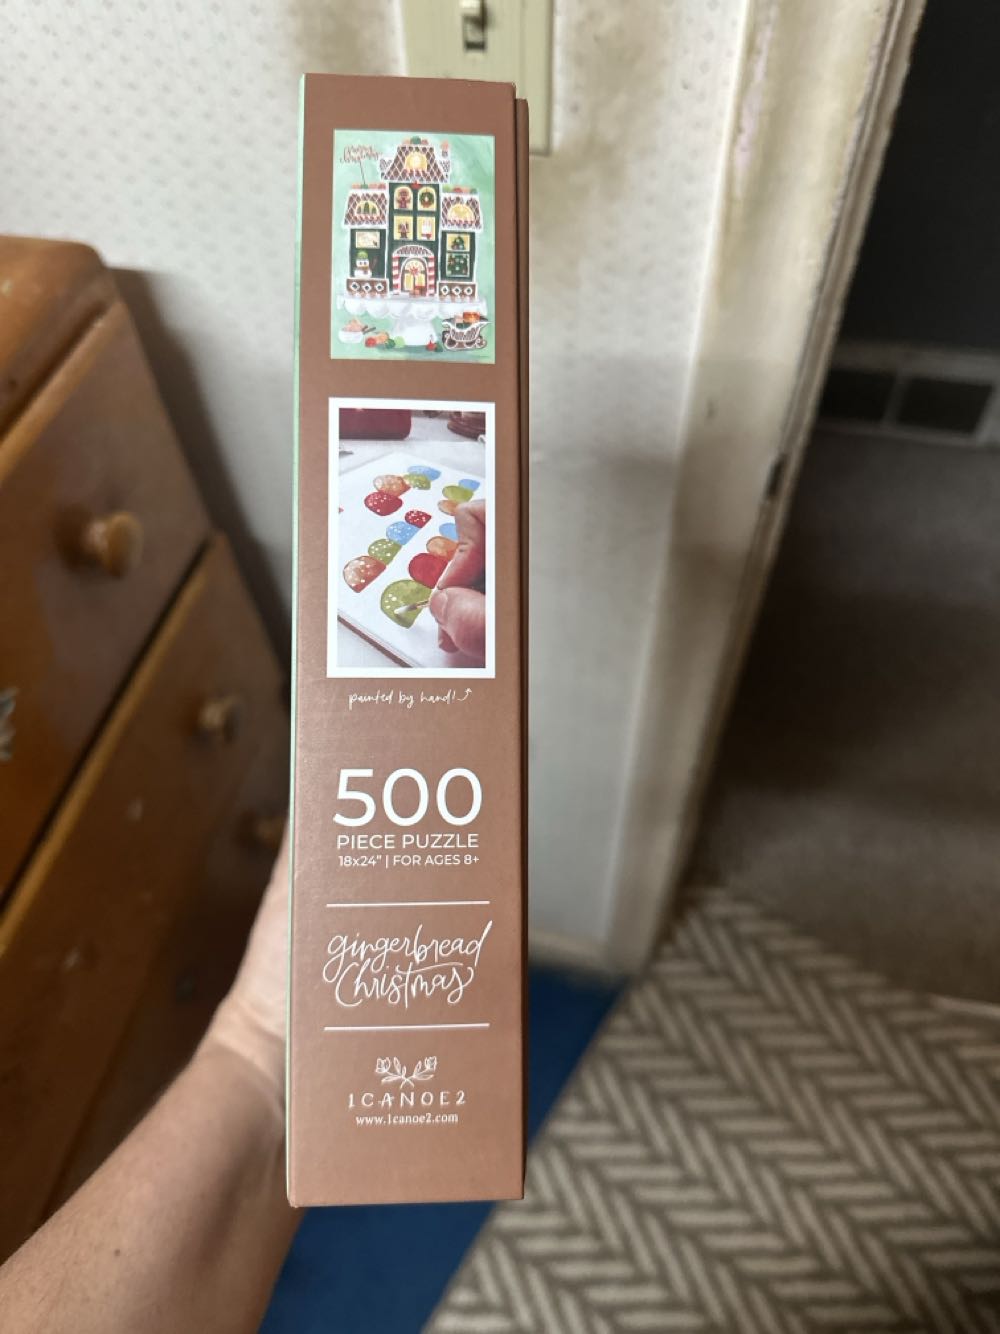 painted by hand!
500
PIECE PUZZLE
18x24" | FOR AGES 8+
gingerbread
Christmas
1CANOE2
www.1canoe2.com